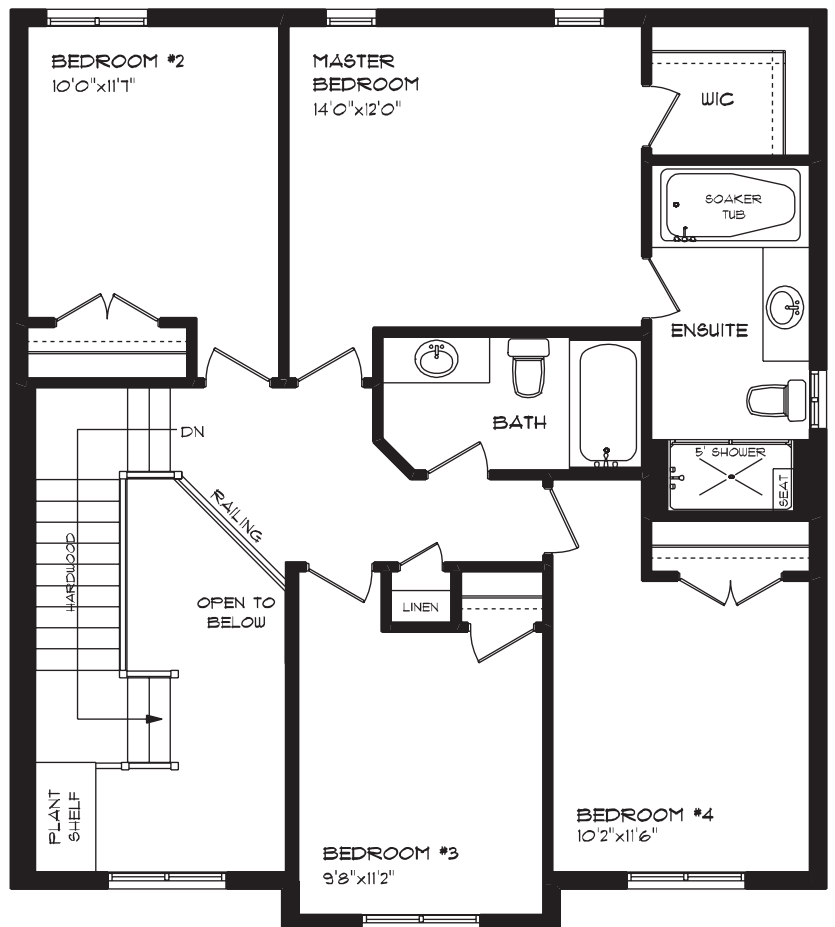 BEDROOM #2
10'0"x11'7"
MASTER
BEDROOM
14'0"x12'0"
WIC
SOAKER
TUB
ENSUITE
BATH
5' SHOWER
SEAT
DN
RAILING
HARDWOOD
OPEN TO
BELOW
LINEN
PLANT
SHELF
BEDROOM #3
9'8"x11'2"
BEDROOM #4
10'2"x11'6"